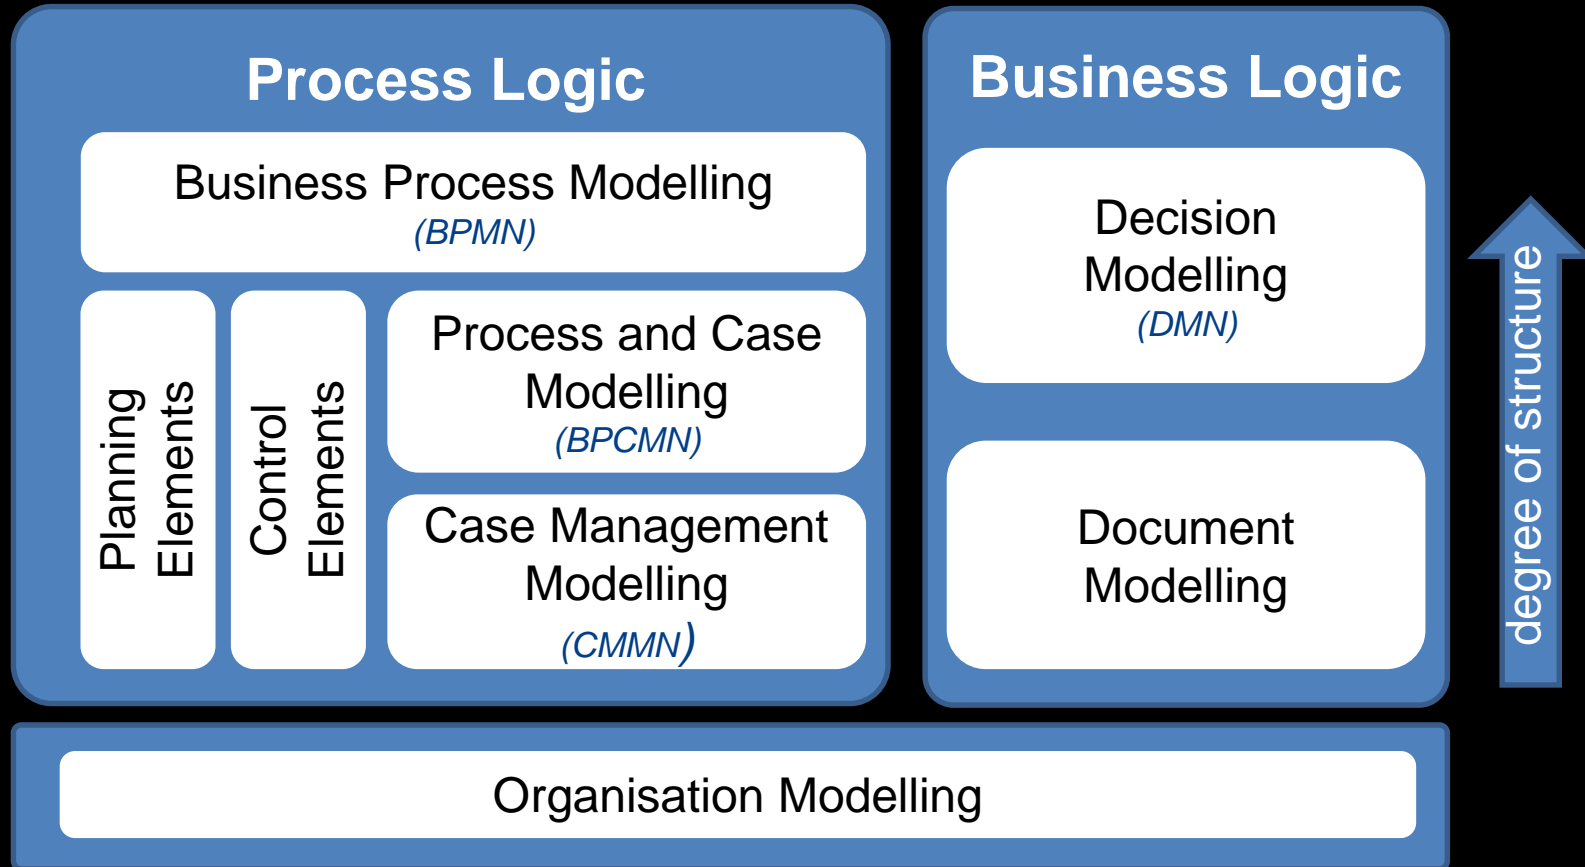 Process Logic
Business Process Modelling
(BPMN)
Planning
Elements
Control
Elements
Process and Case
Modelling
(BPCMN)
Case Management
Modelling
(CMMN)
Business Logic
Decision
Modelling
(DMN)
Document
Modelling
degree of structure
Organisation Modelling